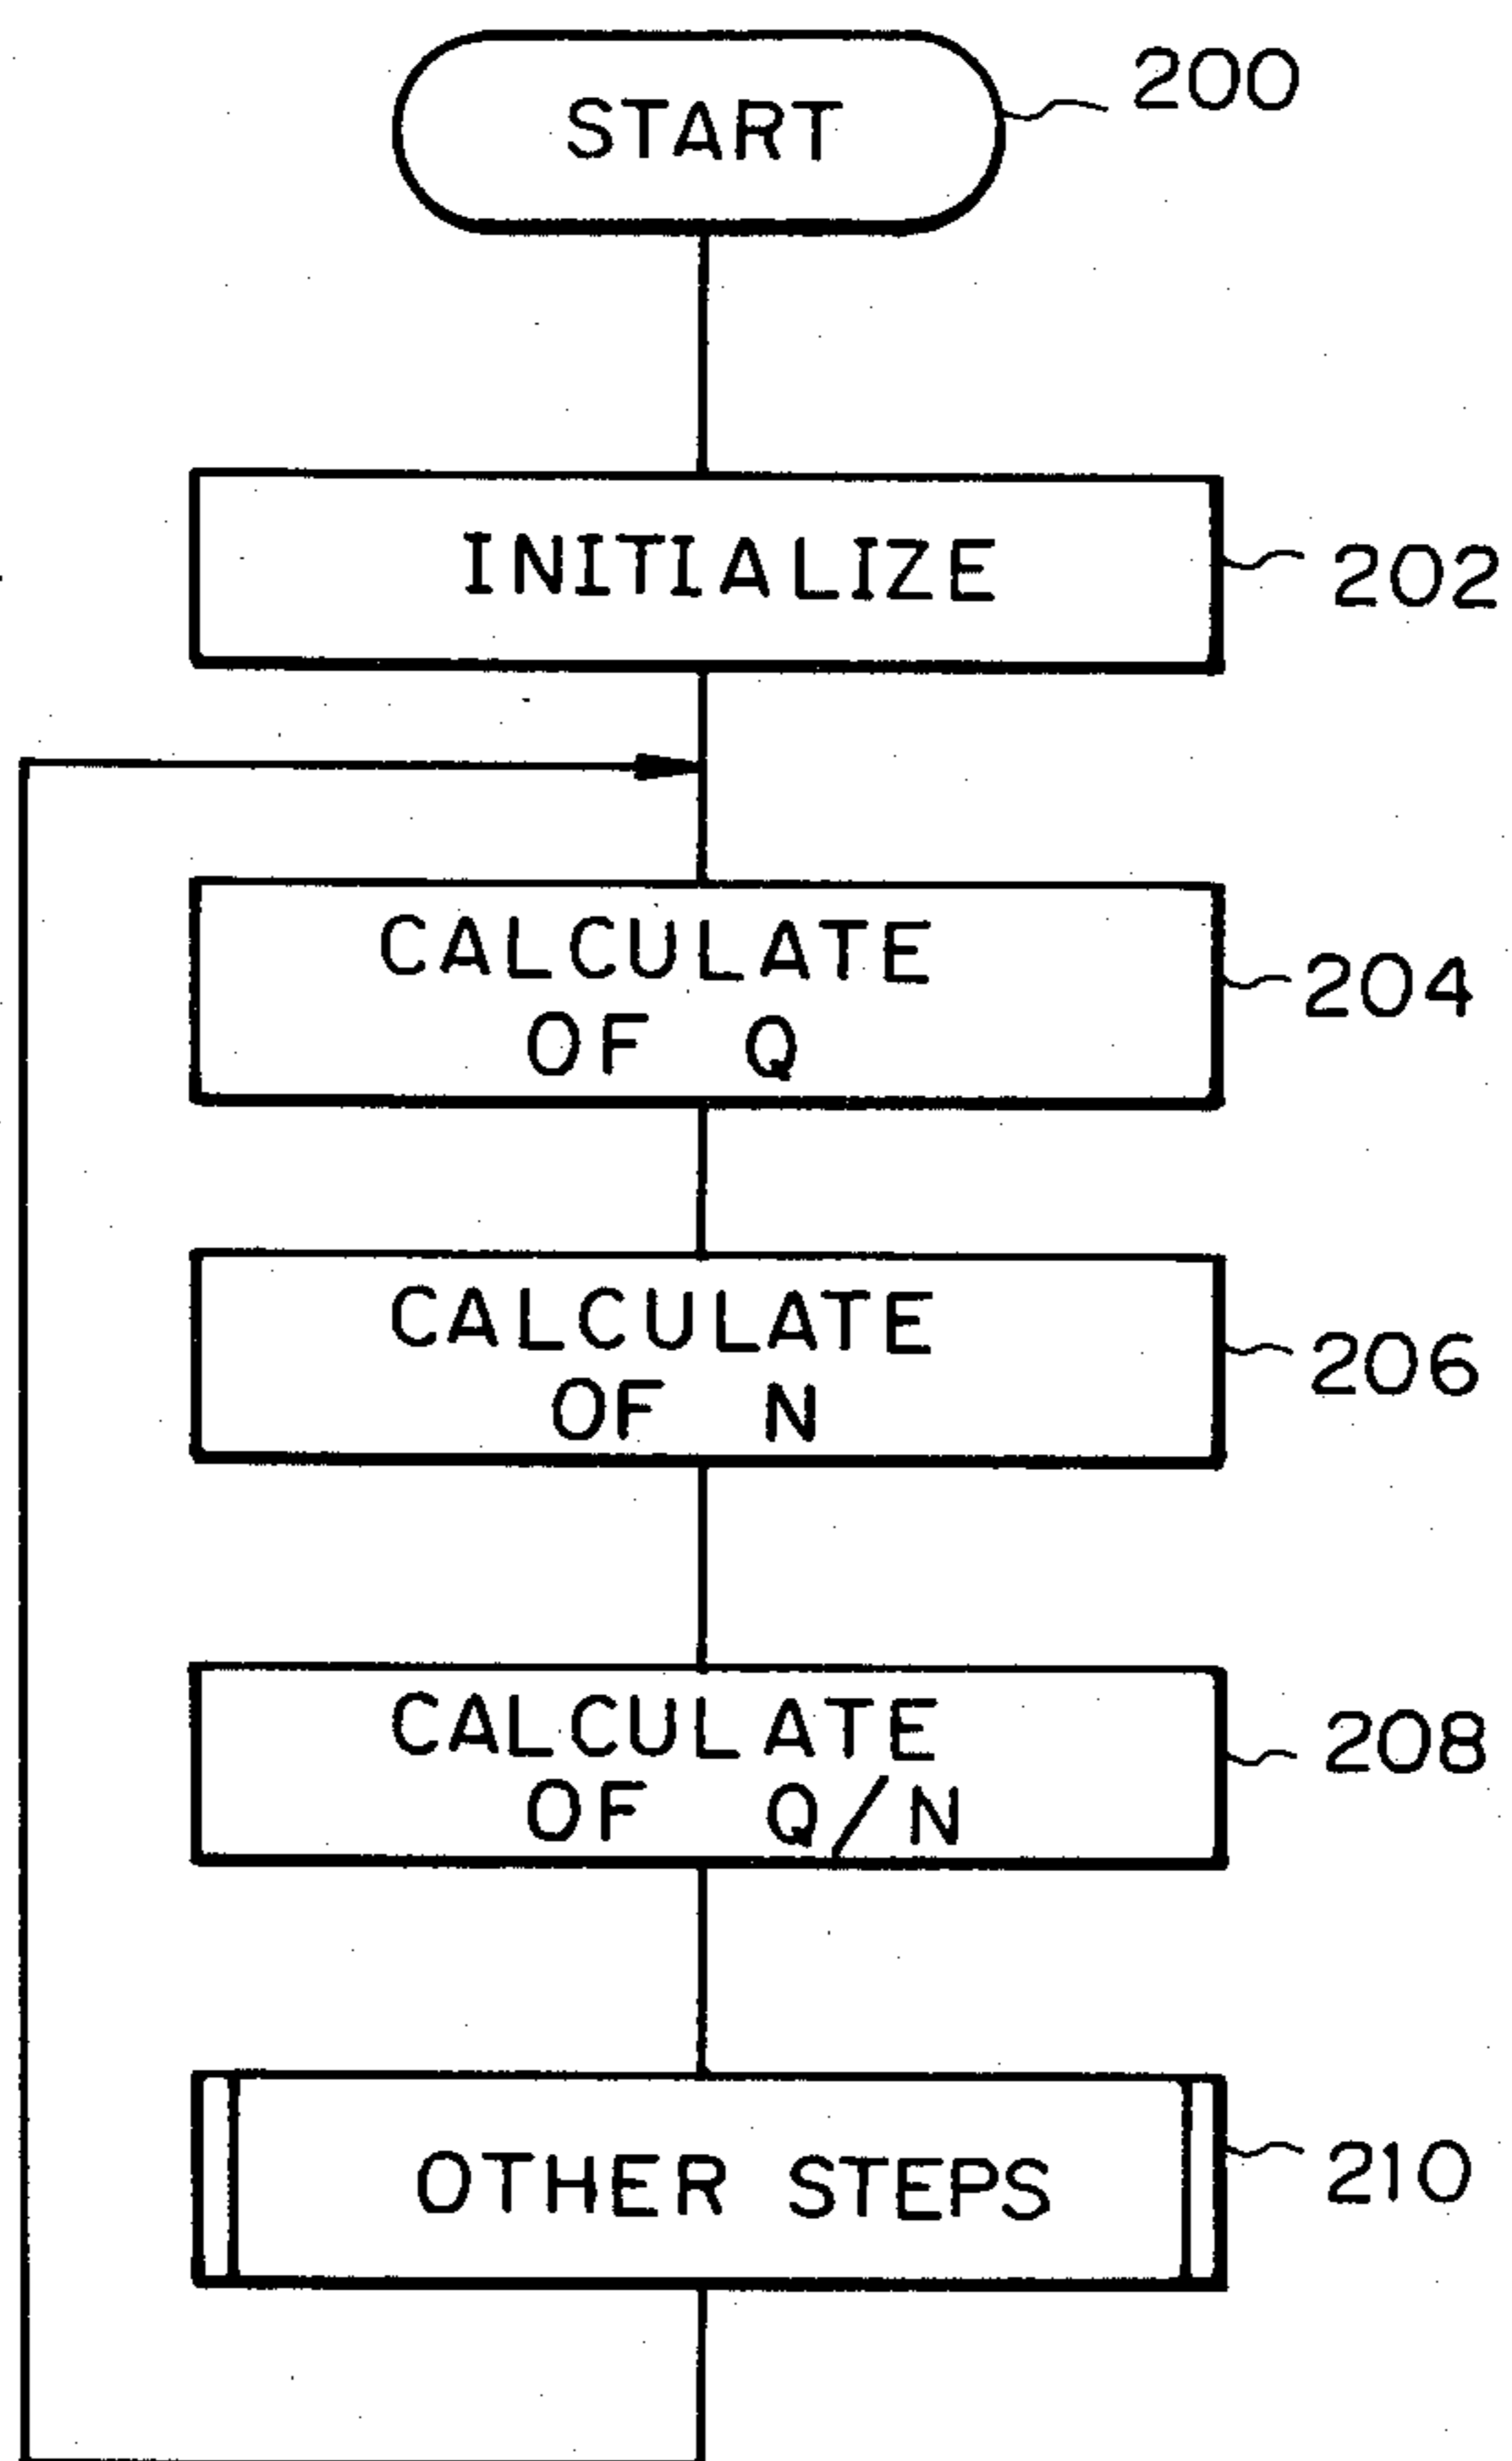 START
200
INITIALIZE
202
CALCULATE
OF Q
204
CALCULATE
OF N
206
CALCULATE
OF Q/N
208
OTHER STEPS
210